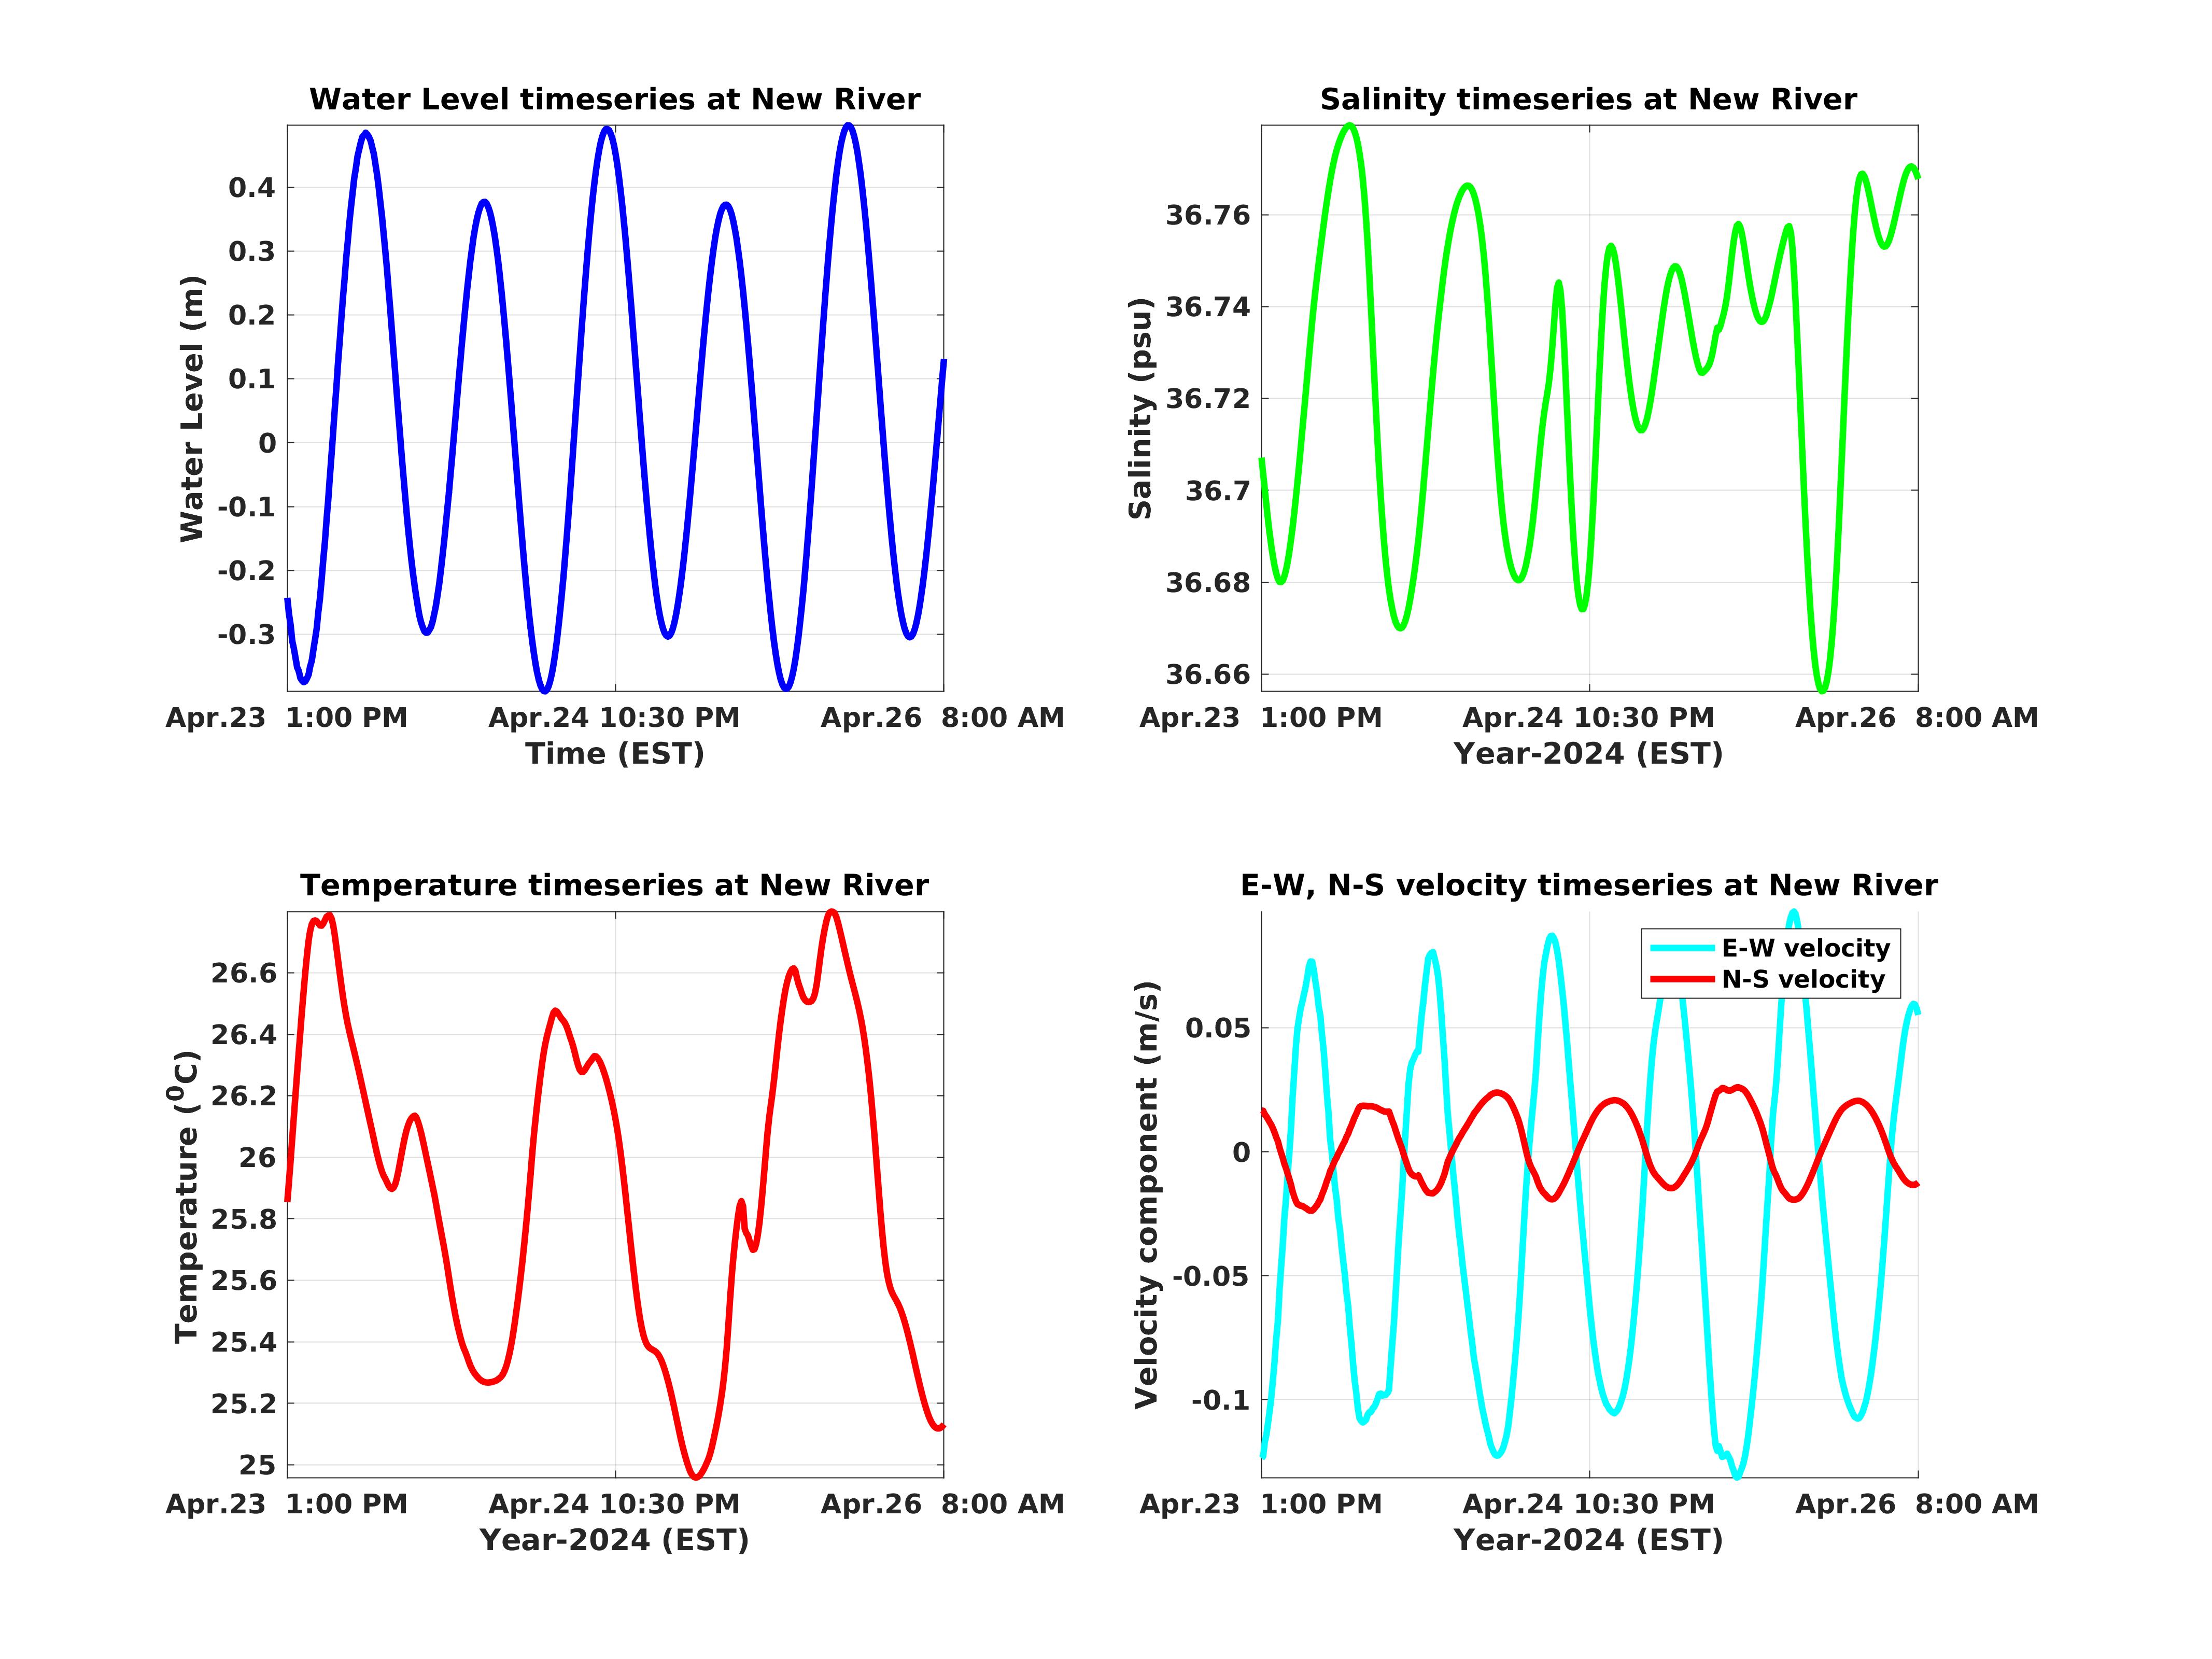 Water Level timeseries at New River
Water Level (m)
0.4
0.3
0.2
0.1
0
-0.1
-0.2
-0.3
Apr.23 1:00 PM Apr.24 10:30 PM Apr.26 8:00 AM
Time (EST)
Salinity timeseries at New River
Salinity (psu)
36.76
36.74
36.72
36.7
36.68
36.66
Apr.23 1:00 PM Apr.24 10:30 PM Apr.26 8:00 AM
Year-2024 (EST)
Temperature timeseries at New River
Temperature (⁰C)
26.6
26.4
26.2
26
25.8
25.6
25.4
25.2
25
Apr.23 1:00 PM Apr.24 10:30 PM Apr.26 8:00 AM
Year-2024 (EST)
E-W, N-S velocity timeseries at New River
E-W velocity
N-S velocity
Velocity component (m/s)
0.05
0
-0.05
-0.1
Apr.23 1:00 PM Apr.24 10:30 PM Apr.26 8:00 AM
Year-2024 (EST)